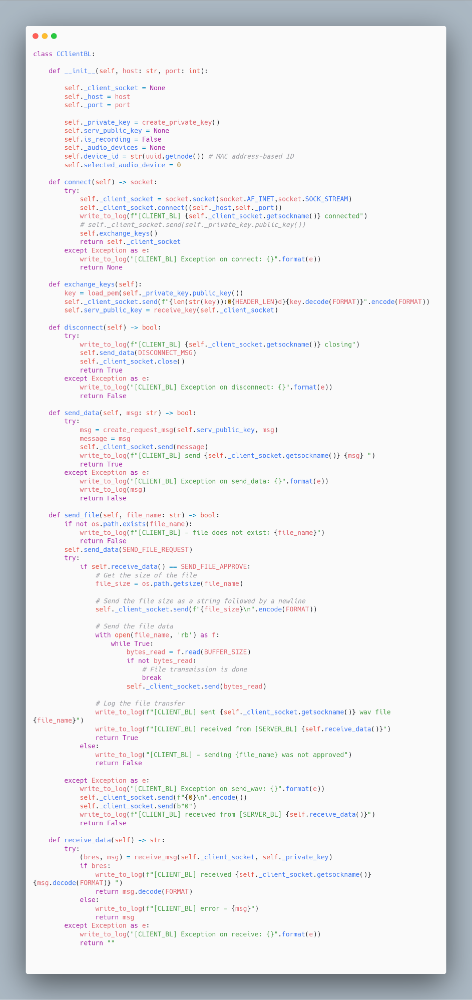 class CClientBL:
    def __init__(self, host: str, port: int):
        self._client_socket = None
        self._host = host
        self._port = port
        self._private_key = create_private_key()
        self.serv_public_key = None
        self.is_recording = False
        self._audio_devices = None
        self.device_id = str(uuid.getnode()) # MAC address-based ID
        self.selected_audio_device = 0
    def connect(self) -> socket:
        try:
            self._client_socket = socket.socket(socket.AF_INET,socket.SOCK_STREAM)
            self._client_socket.connect((self._host,self._port))
            write_to_log(f"[CLIENT_BL] {self._client_socket.getsockname()} connected")
            # self._client_socket.send(self._private_key.public_key())
            self.exchange_keys()
            return self._client_socket
        except Exception as e:
            write_to_log("[CLIENT_BL] Exception on connect: {}".format(e))
            return None
    def exchange_keys(self):
        key = load_pem(self._private_key.public_key())
        self._client_socket.send(f"{len(str(key)):0{HEADER_LEN}d}{key.decode(FORMAT)}".encode(FORMAT))
        self.serv_public_key = receive_key(self._client_socket)
    def disconnect(self) -> bool:
        try:
            write_to_log(f"[CLIENT_BL] {self._client_socket.getsockname()} closing")
            self.send_data(DISCONNECT_MSG)
            self._client_socket.close()
            return True
        except Exception as e:
            write_to_log("[CLIENT_BL] Exception on disconnect: {}".format(e))
            return False
    def send_data(self, msg: str) -> bool:
        try:
            msg = create_request_msg(self.serv_public_key, msg)
            message = msg
            self._client_socket.send(message)
            write_to_log(f"[CLIENT_BL] send {self._client_socket.getsockname()} {msg} ")
            return True
        except Exception as e:
            write_to_log("[CLIENT_BL] Exception on send_data: {}".format(e))
            write_to_log(msg)
            return False
    def send_file(self, file_name: str) -> bool:
        if not os.path.exists(file_name):
            write_to_log(f"[CLIENT_BL] - file does not exist: {file_name}")
            return False
        self.send_data(SEND_FILE_REQUEST)
        try:
            if self.receive_data() == SEND_FILE_APPROVE:
                # Get the size of the file
                file_size = os.path.getsize(file_name)
                # Send the file size as a string followed by a newline
                self._client_socket.send(f"{file_size}\n".encode(FORMAT))
                # Send the file data
                with open(file_name, 'rb') as f:
                    while True:
                        bytes_read = f.read(BUFFER_SIZE)
                        if not bytes_read:
                            # File transmission is done
                            break
                        self._client_socket.send(bytes_read)
                # Log the file transfer
                write_to_log(f"[CLIENT_BL] sent {self._client_socket.getsockname()} wav file
{file_name}")
                write_to_log(f"[CLIENT_BL] received from [SERVER_BL] {self.receive_data()}")
                return True
            else:
                write_to_log("[CLIENT_BL] - sending {file_name} was not approved")
                return False
        except Exception as e:
            write_to_log("[CLIENT_BL] Exception on send_wav: {}".format(e))
            self._client_socket.send(f"{0}\n".encode())
            self._client_socket.send(b"0")
            write_to_log(f"[CLIENT_BL] received from [SERVER_BL] {self.receive_data()}")
            return False
    def receive_data(self) -> str:
        try:
            (bres, msg) = receive_msg(self._client_socket, self._private_key)
            if bres:
                write_to_log(f"[CLIENT_BL] received {self._client_socket.getsockname()}
{msg.decode(FORMAT)} ")
                return msg.decode(FORMAT)
            else:
                write_to_log(f"[CLIENT_BL] error - {msg}")
                return msg
        except Exception as e:
            write_to_log("[CLIENT_BL] Exception on receive: {}".format(e))
            return ""